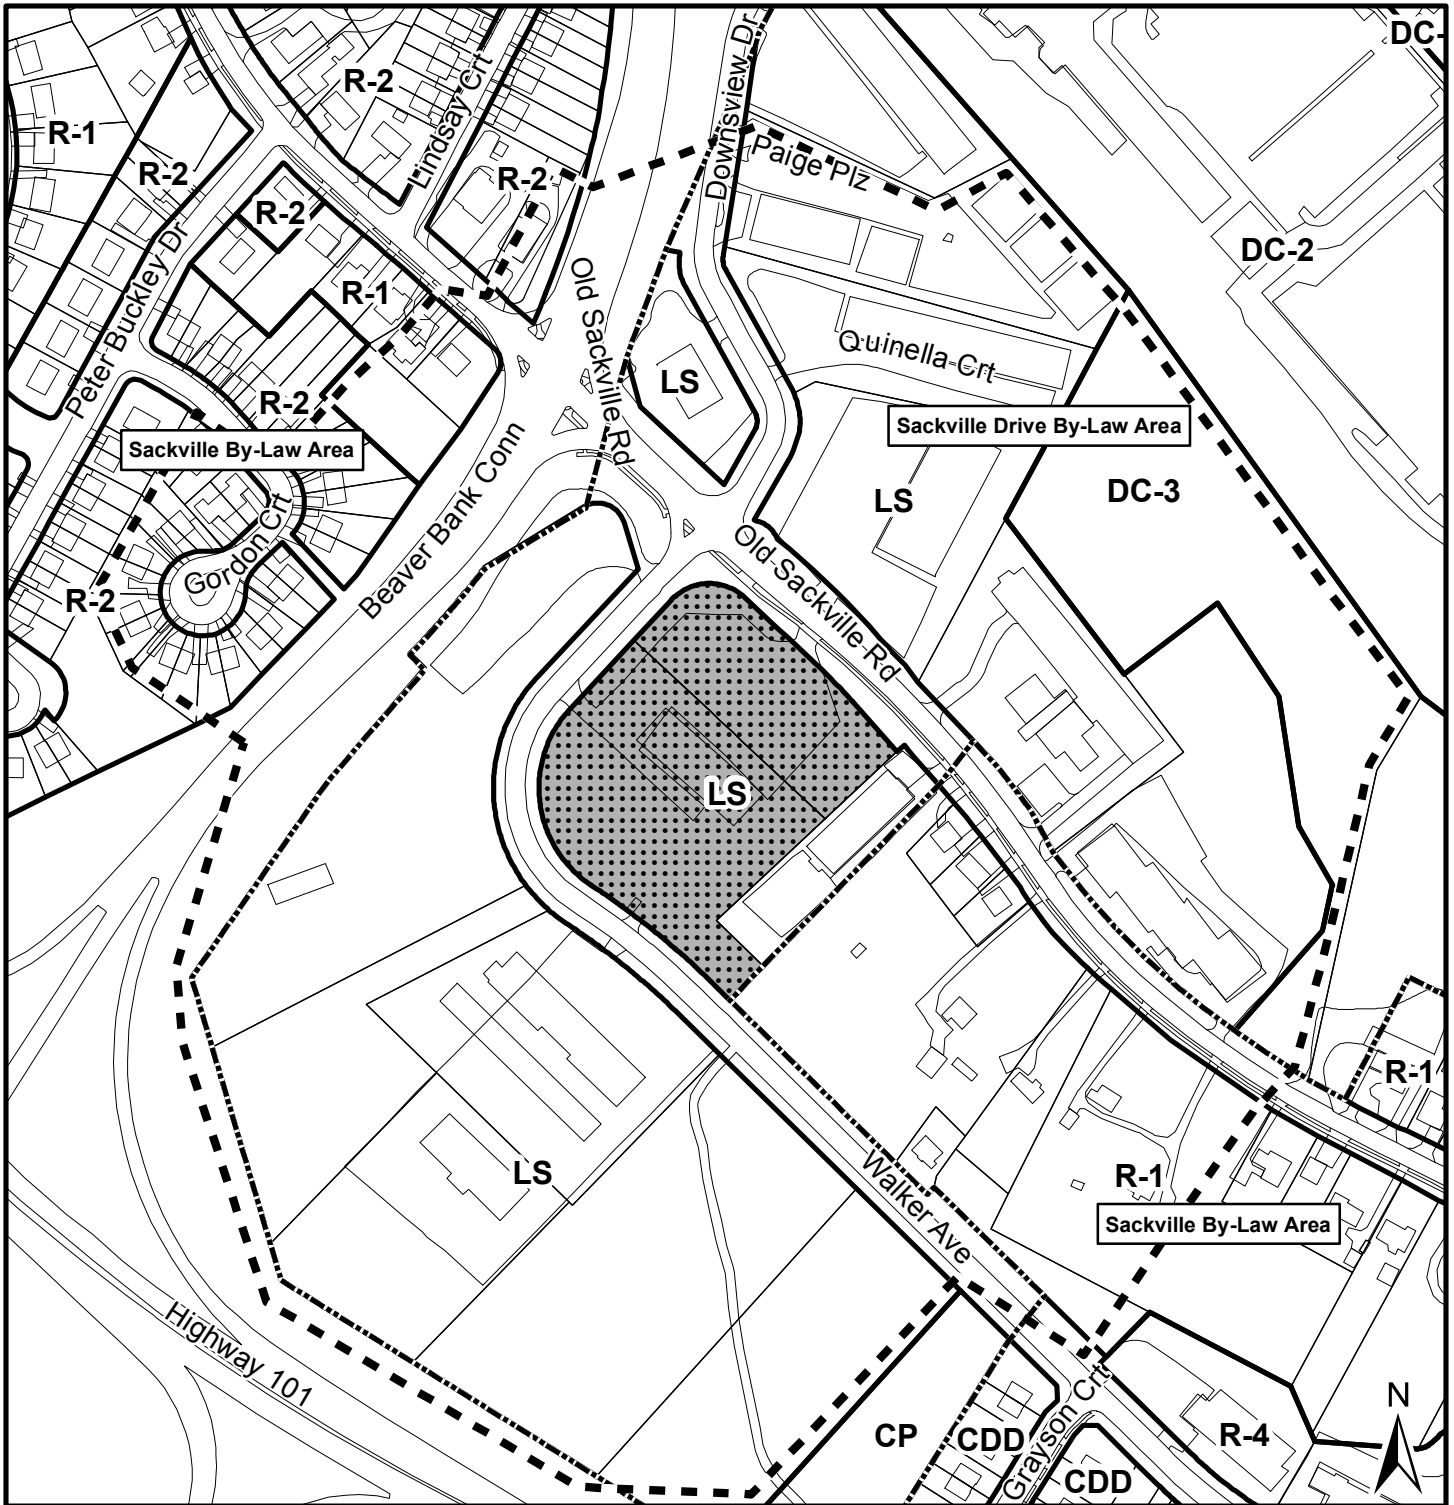 DC-
R-2
Lindsay Crt
Downsview Dr
R-1
Paige Plz
R-2
R-2
R-2
DC-2
Peter Buckley Dr
R-1
Old Sackville Rd
Quinella Crt
LS
R-2
Sackville Drive By-Law Area
Sackville By-Law Area
DC-3
LS
Beaver Bank Conn
Gordon Crt
Old Sackville Rd
R-2
LS
R-1
LS
Walker Ave
R-1
Sackville By-Law Area
Highway 101
N
Grayson Crt
CP
CDD
R-4
CDD